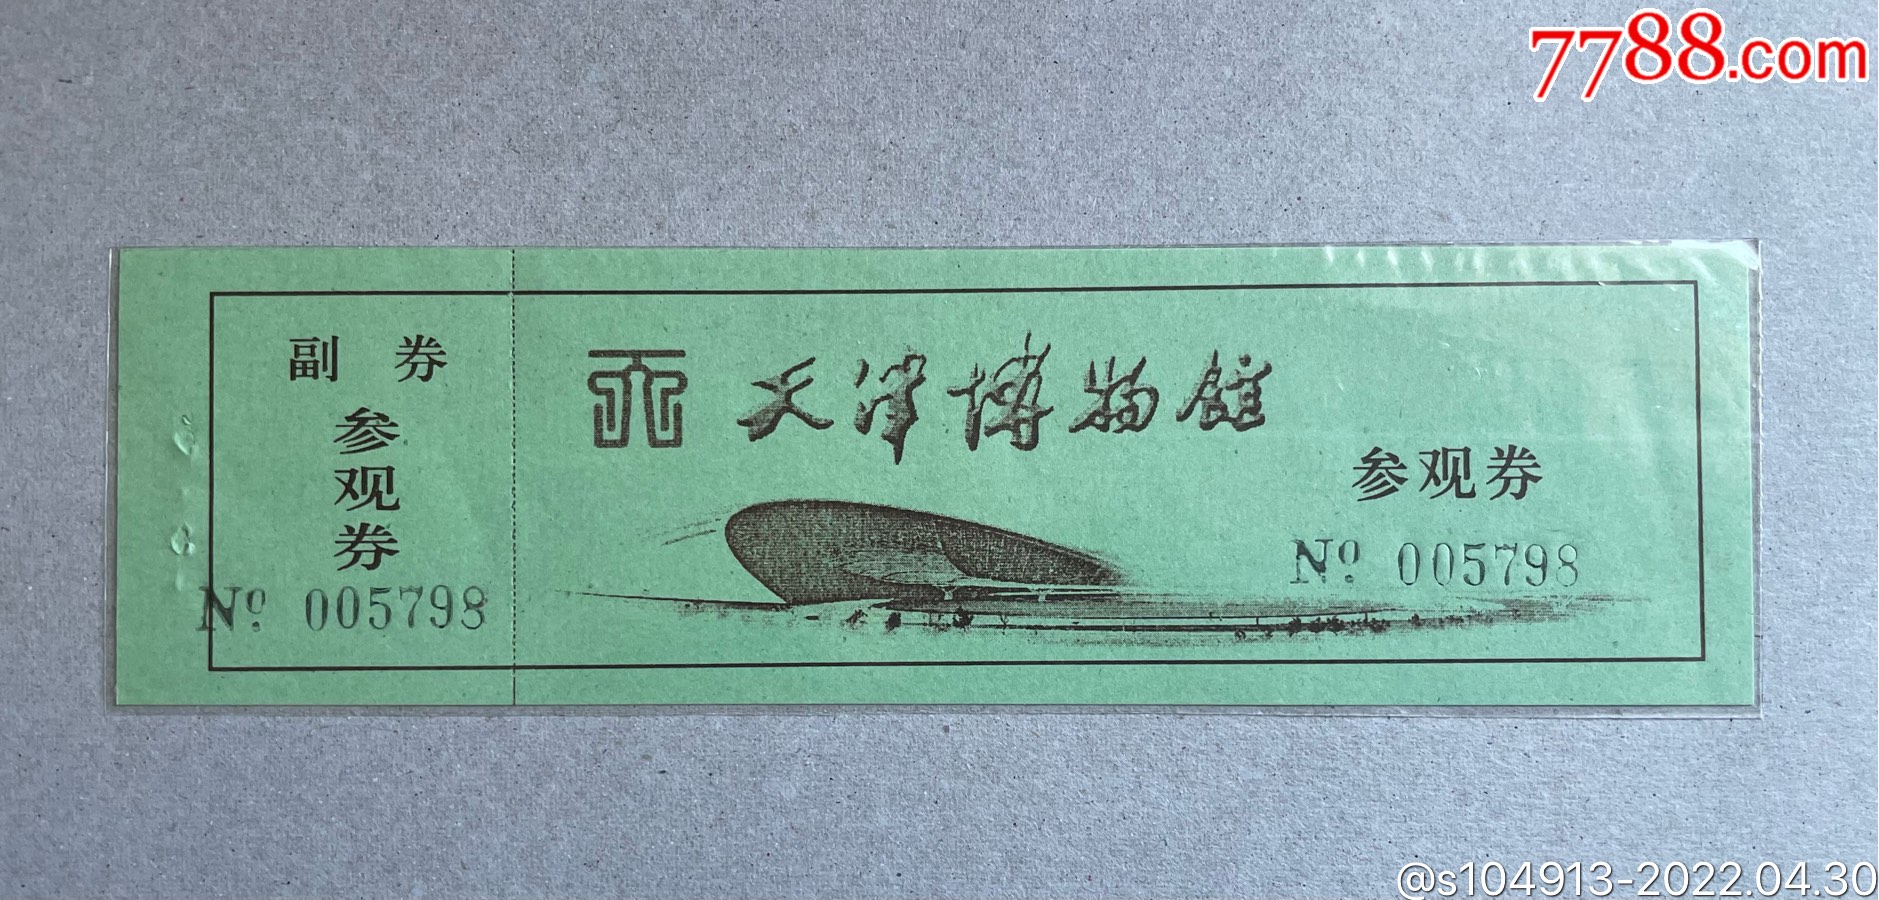 7788.com
副 券
参
观
券
Nº 005798
天津博物馆
参观券
Nº 005798
@s104913-2022.04.30